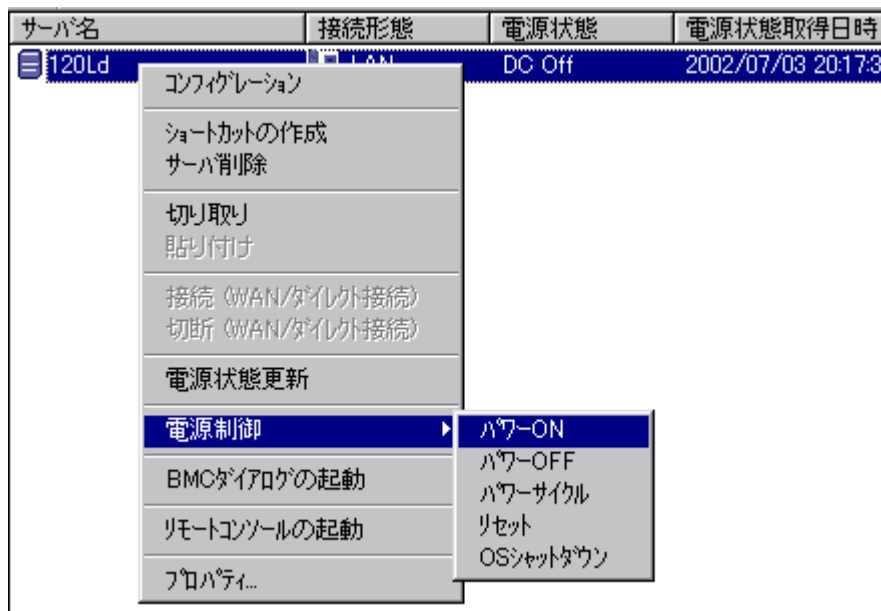 サーバ名 接続形態 電源状態 電源状態取得日時
120Ld LAN DC Off 2002/07/03 20:17:3
コンフィグレーション
ショートカットの作成
サーバ削除
切り取り
貼り付け
接続 (WAN/ダイレクト接続)
切断 (WAN/ダイレクト接続)
電源状態更新
電源制御
パワーON
パワーOFF
パワーサイクル
リセット
OSシャットダウン
BMCダイアログの起動
リモートコンソールの起動
プロパティ...